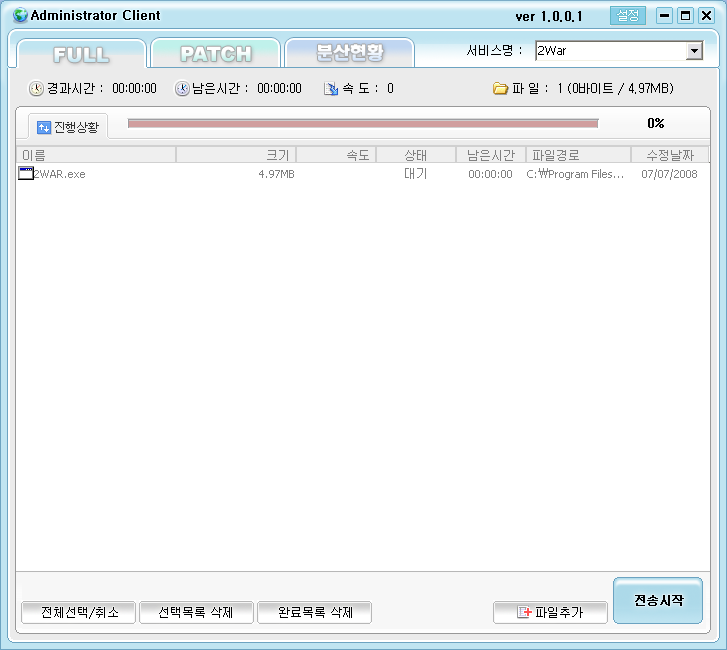 Administrator Client ver 1.0.0.1 설정
FULL PATCH 분산현황 서비스명 : 2War
경과시간 : 00:00:00 남은시간 : 00:00:00 속 도 : 0 파 일 : 1 (0바이트 / 4.97MB)
진행상황 0%
이름 크기 속도 상태 남은시간 파일경로 수정날짜
2WAR.exe 4.97MB 대기 00:00:00 C:₩Program Files... 07/07/2008
전체선택/취소 선택목록 삭제 완료목록 삭제 파일추가 전송시작